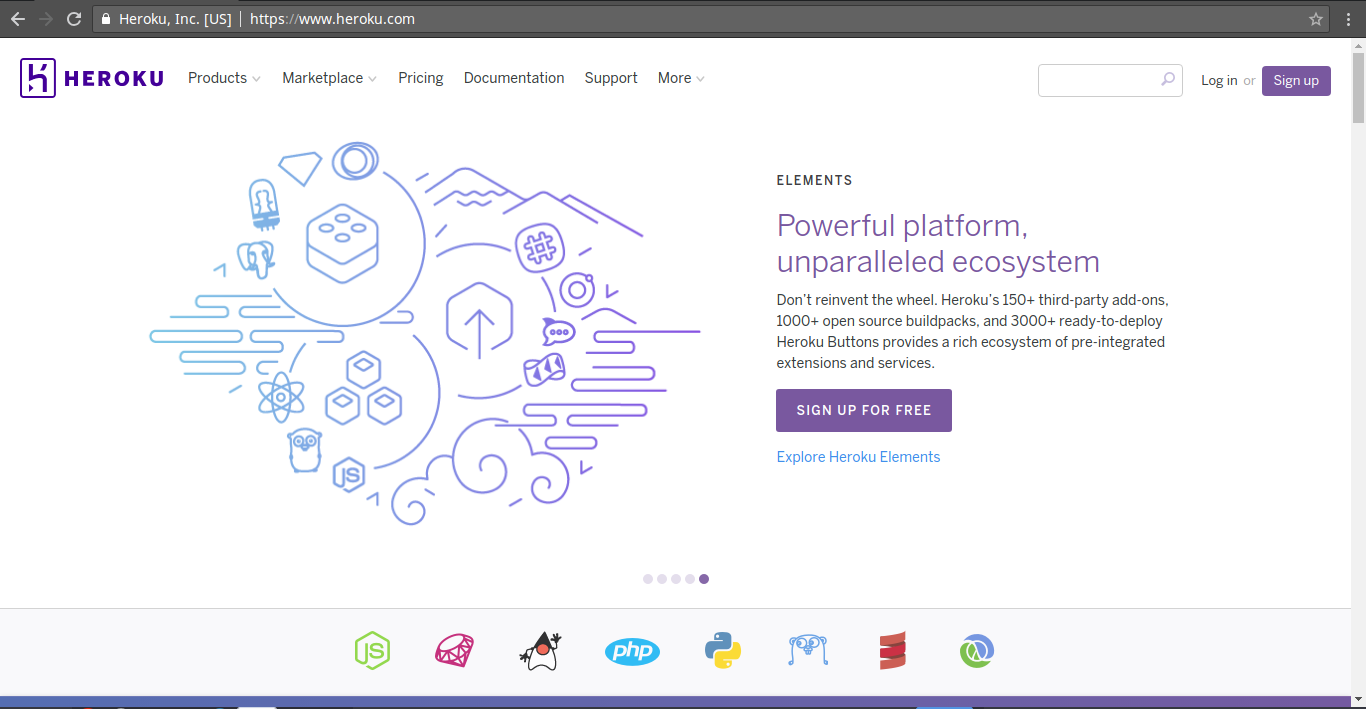 Heroku, Inc. [US] | https://www.heroku.com
HEROKU Products Marketplace Pricing Documentation Support More Log in or Sign up
ELEMENTS
Powerful platform,
unparalleled ecosystem
Don't reinvent the wheel. Heroku's 150+ third-party add-ons,
1000+ open source buildpacks, and 3000+ ready-to-deploy
Heroku Buttons provides a rich ecosystem of pre-integrated
extensions and services.
SIGN UP FOR FREE
Explore Heroku Elements
JS
JS
php